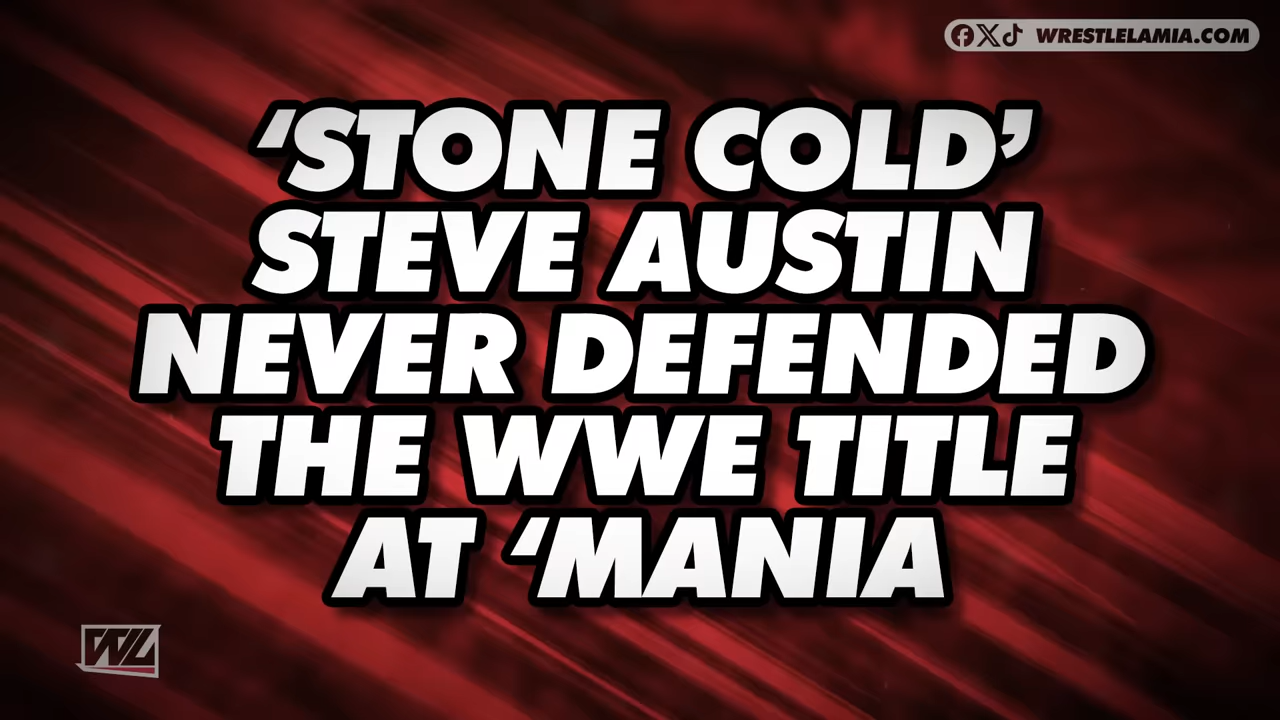 WRESTLELAMIA.COM
‘STONE COLD’
STEVE AUSTIN
NEVER DEFENDED
THE WWE TITLE
AT ‘MANIA
WL